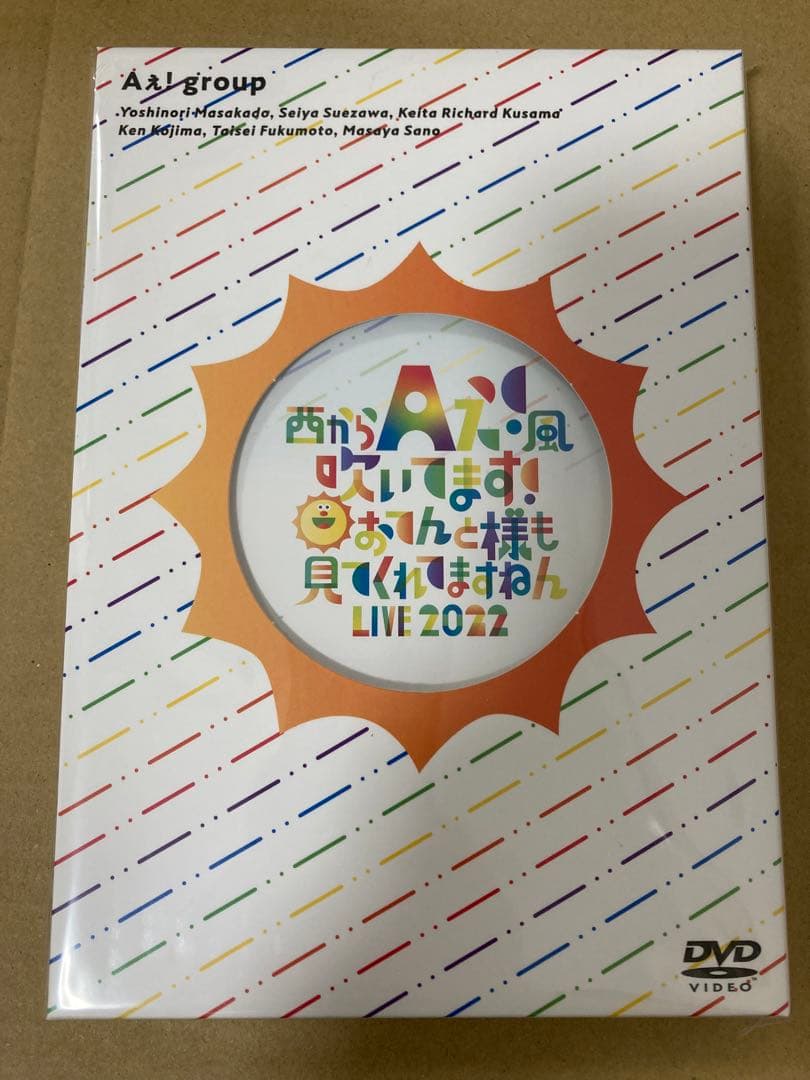 Aぇ! group
Yoshinori Masakado, Seiya Suezawa, Keita Richard Kusama
Ken Kojima, Taisei Fukumoto, Masaya Sano
西からAぇ!風
吹いてます!
おてんと様も
見てくれてますねん
LIVE 2022
DVD
VIDEO™